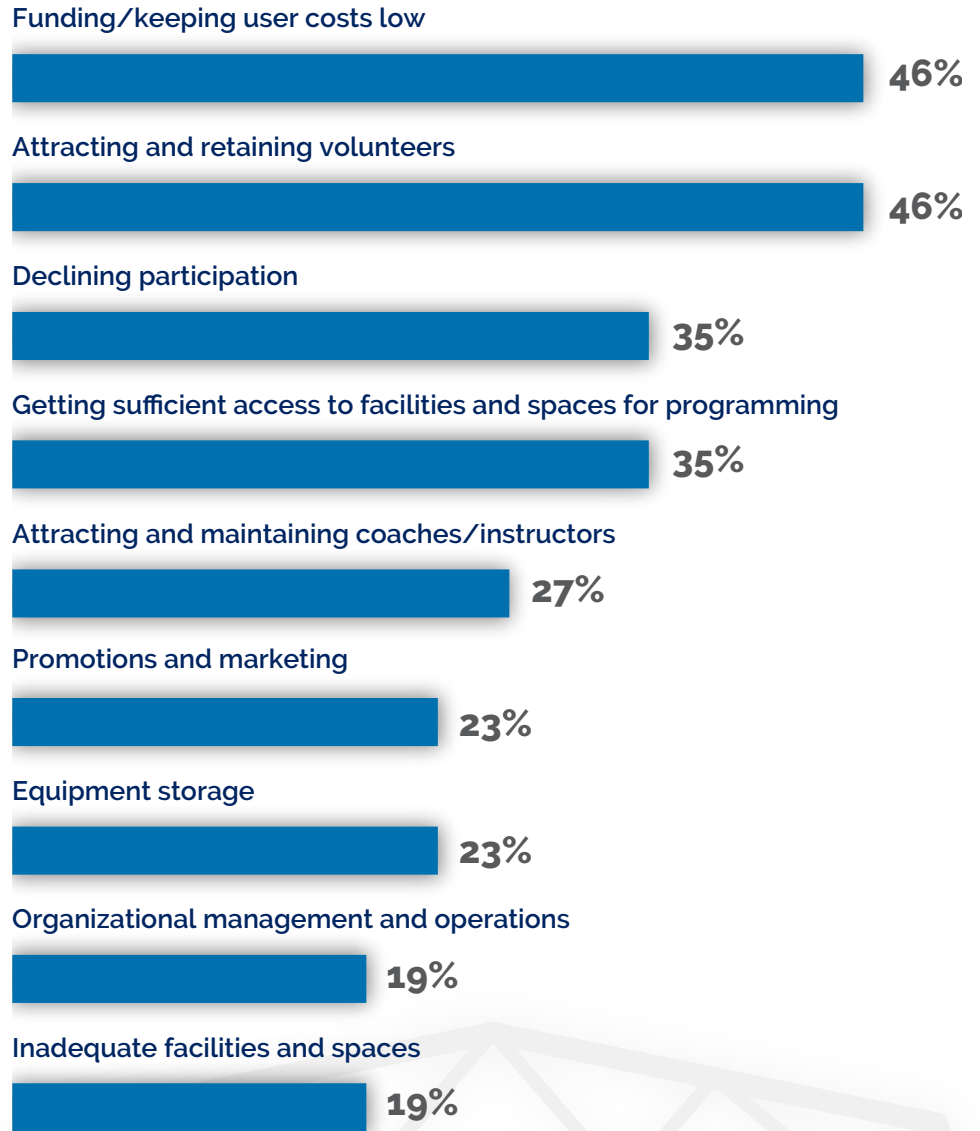 Funding/keeping user costs low
46%
Attracting and retaining volunteers
46%
Declining participation
35%
Getting sufficient access to facilities and spaces for programming
35%
Attracting and maintaining coaches/instructors
27%
Promotions and marketing
23%
Equipment storage
23%
Organizational management and operations
19%
Inadequate facilities and spaces
19%